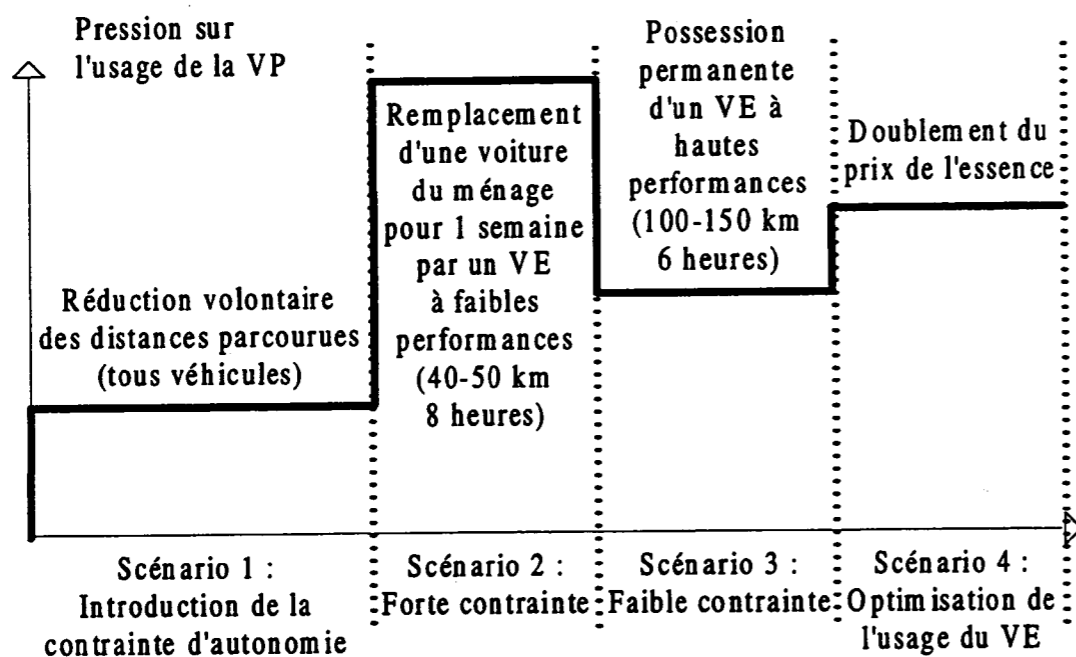 Pression sur
l'usage de la VP
Réduction volontaire
des distances parcourues
(tous véhicules)
Remplacement
d'une voiture
du ménage
pour 1 semaine
par un VE
à faibles
performances
(40-50 km
8 heures)
Possession
permanente
d'un VE à
hautes
performances
(100-150 km
6 heures)
Doublement du
prix de l'essence
Scénario 1 :
Introduction de la
contrainte d'autonomie
Scénario 2 :
Forte contrainte
Scénario 3 :
Faible contrainte
Scénario 4 :
Optimisation de
l'usage du VE